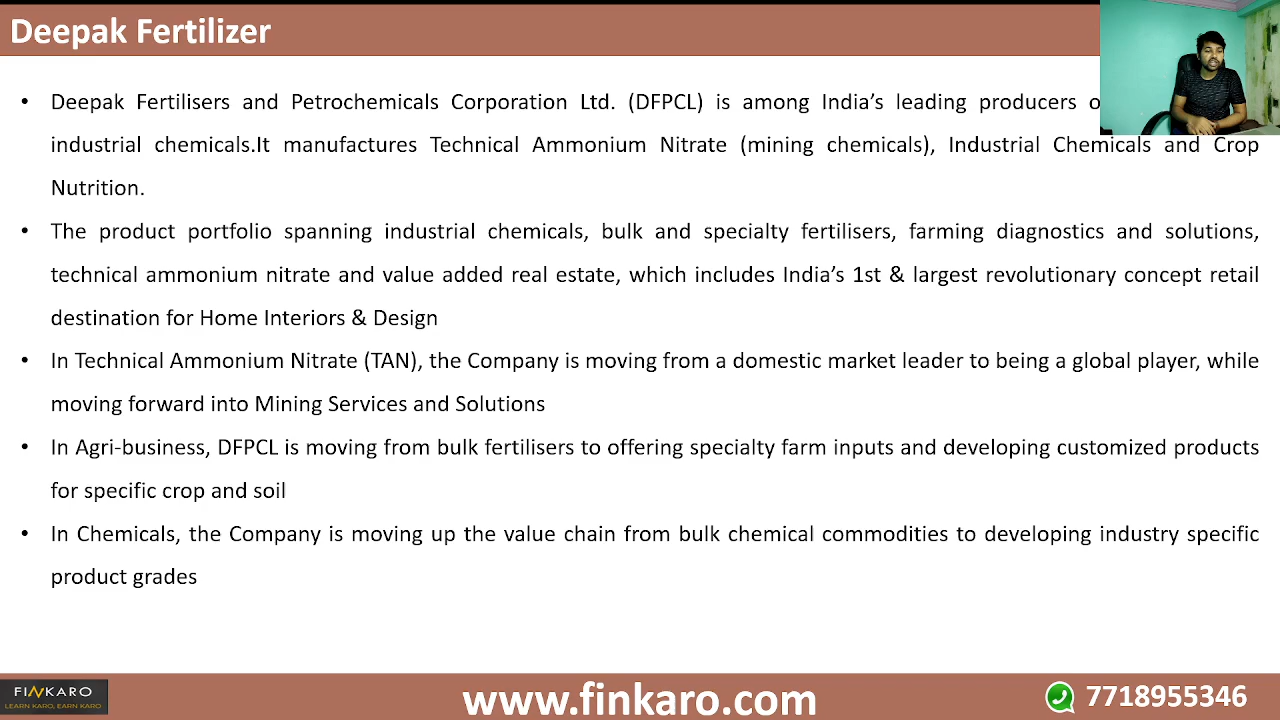 Deepak Fertilizer
• Deepak Fertilisers and Petrochemicals Corporation Ltd. (DFPCL) is among India's leading producers
industrial chemicals.It manufactures Technical Ammonium Nitrate (mining chemicals), Industrial Chemicals and Crop
Nutrition.
• The product portfolio spanning industrial chemicals, bulk and specialty fertilisers, farming diagnostics and solutions,
technical ammonium nitrate and value added real estate, which includes India's 1st & largest revolutionary concept retail
destination for Home Interiors & Design
• In Technical Ammonium Nitrate (TAN), the Company is moving from a domestic market leader to being a global player, while
moving forward into Mining Services and Solutions
• In Agri-business, DFPCL is moving from bulk fertilisers to offering specialty farm inputs and developing customized products
for specific crop and soil
• In Chemicals, the Company is moving up the value chain from bulk chemical commodities to developing industry specific
product grades
FINKARO
LEARN KARO, EARN KARO
www.finkaro.com
7718955346